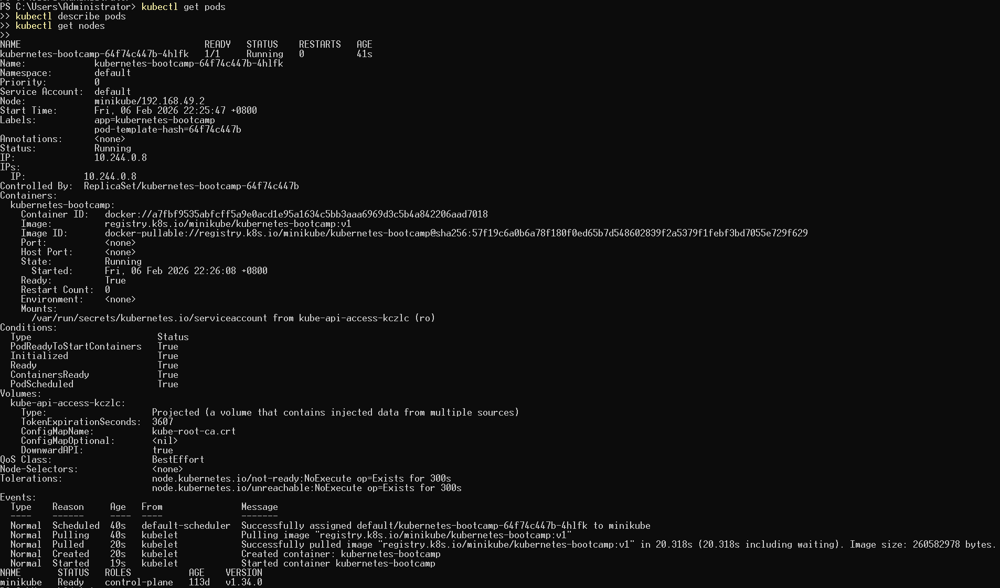 PS C:\Users\Administrator> kubectl get pods
>> kubectl describe pods
>> kubectl get nodes
>>
NAME                                   READY   STATUS    RESTARTS   AGE
kubernetes-bootcamp-64f74c447b-4hlfk   1/1     Running   0          41s
Name:             kubernetes-bootcamp-64f74c447b-4hlfk
Namespace:        default
Priority:         0
Service Account:  default
Node:             minikube/192.168.49.2
Start Time:       Fri, 06 Feb 2026 22:25:47 +0800
Labels:           app=kubernetes-bootcamp
                  pod-template-hash=64f74c447b
Annotations:      <none>
Status:           Running
IP:               10.244.0.8
IPs:
  IP:           10.244.0.8
Controlled By:  ReplicaSet/kubernetes-bootcamp-64f74c447b
Containers:
  kubernetes-bootcamp:
    Container ID:   docker://a7fbf9535abfcff5a9e0acd1e95a1634c5bb3aaa6969d3c5b4a842206aad7018
    Image:          registry.k8s.io/minikube/kubernetes-bootcamp:v1
    Image ID:       docker-pullable://registry.k8s.io/minikube/kubernetes-bootcamp@sha256:57f19c6a0b6a78f180f0ed65b7d548602839f2a5379f1febf3bd7055e729f629
    Port:           <none>
    Host Port:      <none>
    State:          Running
      Started:      Fri, 06 Feb 2026 22:26:08 +0800
    Ready:          True
    Restart Count:  0
    Environment:    <none>
    Mounts:
      /var/run/secrets/kubernetes.io/serviceaccount from kube-api-access-kczlc (ro)
Conditions:
  Type                        Status
  PodReadyToStartContainers   True
  Initialized                 True
  Ready                       True
  ContainersReady             True
  PodScheduled                True
Volumes:
  kube-api-access-kczlc:
    Type:                    Projected (a volume that contains injected data from multiple sources)
    TokenExpirationSeconds:  3607
    ConfigMapName:           kube-root-ca.crt
    ConfigMapOptional:       <nil>
    DownwardAPI:             true
QoS Class:                   BestEffort
Node-Selectors:              <none>
Tolerations:                 node.kubernetes.io/not-ready:NoExecute op=Exists for 300s
                             node.kubernetes.io/unreachable:NoExecute op=Exists for 300s
Events:
  Type    Reason     Age   From               Message
  ----    ------     ----  ----               -------
  Normal  Scheduled  40s   default-scheduler  Successfully assigned default/kubernetes-bootcamp-64f74c447b-4hlfk to minikube
  Normal  Pulling    40s   kubelet            Pulling image "registry.k8s.io/minikube/kubernetes-bootcamp:v1"
  Normal  Pulled     20s   kubelet            Successfully pulled image "registry.k8s.io/minikube/kubernetes-bootcamp:v1" in 20.318s (20.318s including waiting). Image size: 260582978 bytes.
  Normal  Created    20s   kubelet            Created container: kubernetes-bootcamp
  Normal  Started    19s   kubelet            Started container kubernetes-bootcamp
NAME       STATUS   ROLES           AGE    VERSION
minikube   Ready    control-plane   113d   v1.34.0